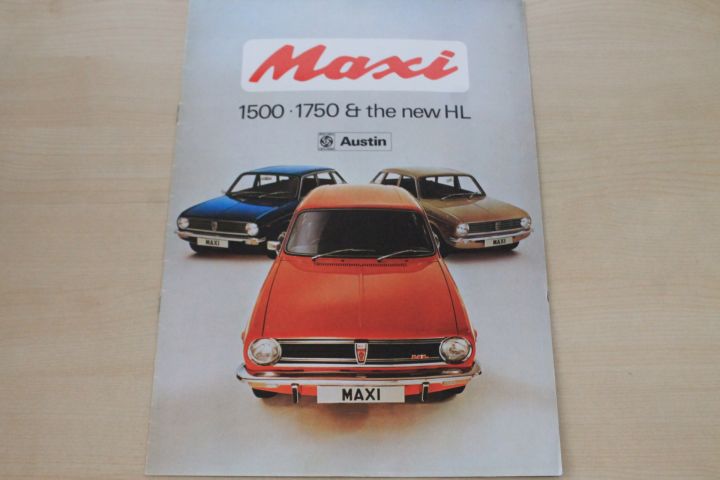 Maxi
1500 · 1750 & the new HL
Austin
MAXI
MAXI
MAXI